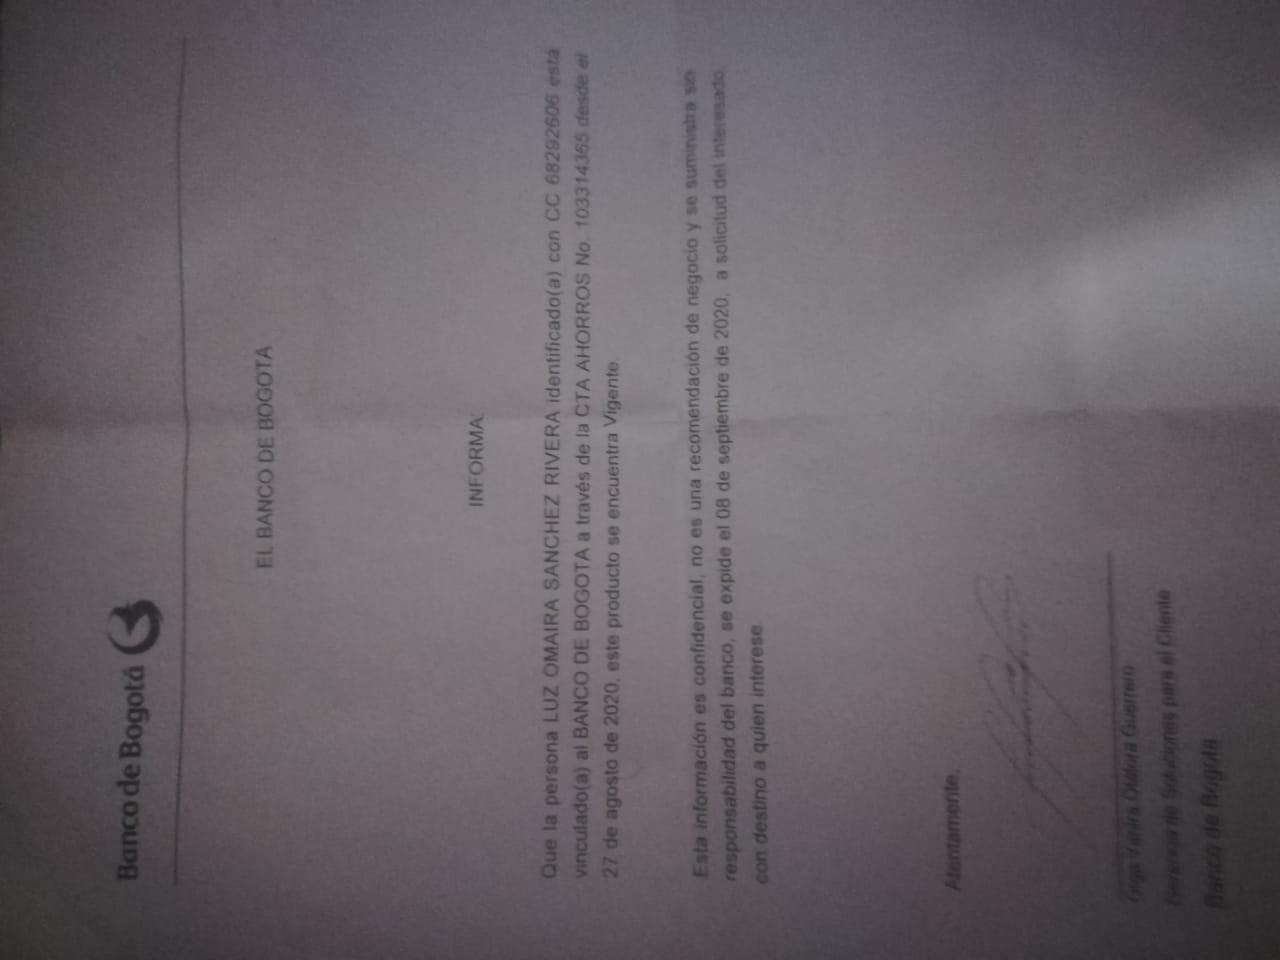 Banco de Bogotá
EL BANCO DE BOGOTA
INFORMA:
Que la persona LUZ OMAIRA SANCHEZ RIVERA identificado(a) con CC 68292606 está
vinculado(a) al BANCO DE BOGOTA a través de la CTA AHORROS No. 103314365 desde el
27 de agosto de 2020, este producto se encuentra Vigente.
Esta información es confidencial, no es una recomendación de negocio y se suministra sin
responsabilidad del banco, se expide el 08 de septiembre de 2020, a solicitud del interesado,
con destino a quien interese.
Atentamente,
Olatora Guerrero
Gerencia de Soluciones para el Cliente
Banco de Bogotá